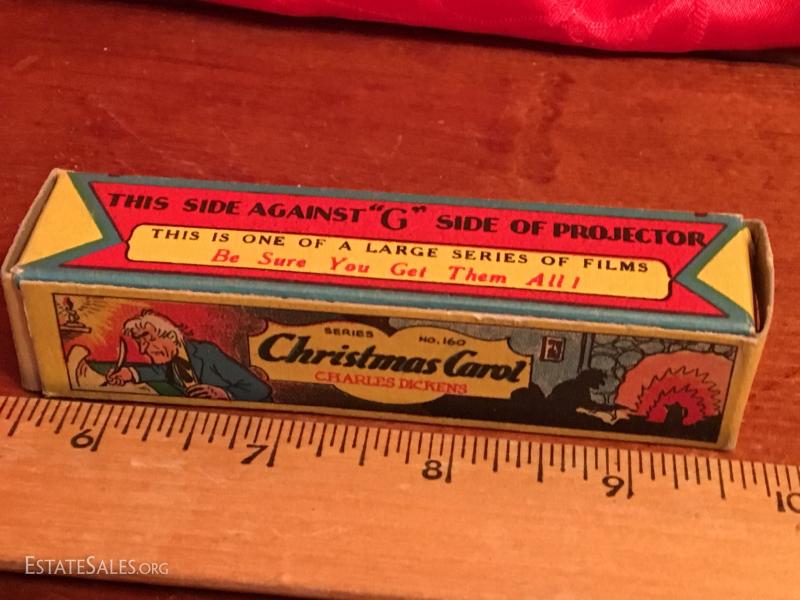 THIS SIDE AGAINST "G" SIDE OF PROJECTOR
THIS IS ONE OF A LARGE SERIES OF FILMS
Be Sure You Get Them All!
SERIES NO. 160
Christmas Carol
CHARLES DICKENS
6 7 8 9 10
ESTATESALES.ORG